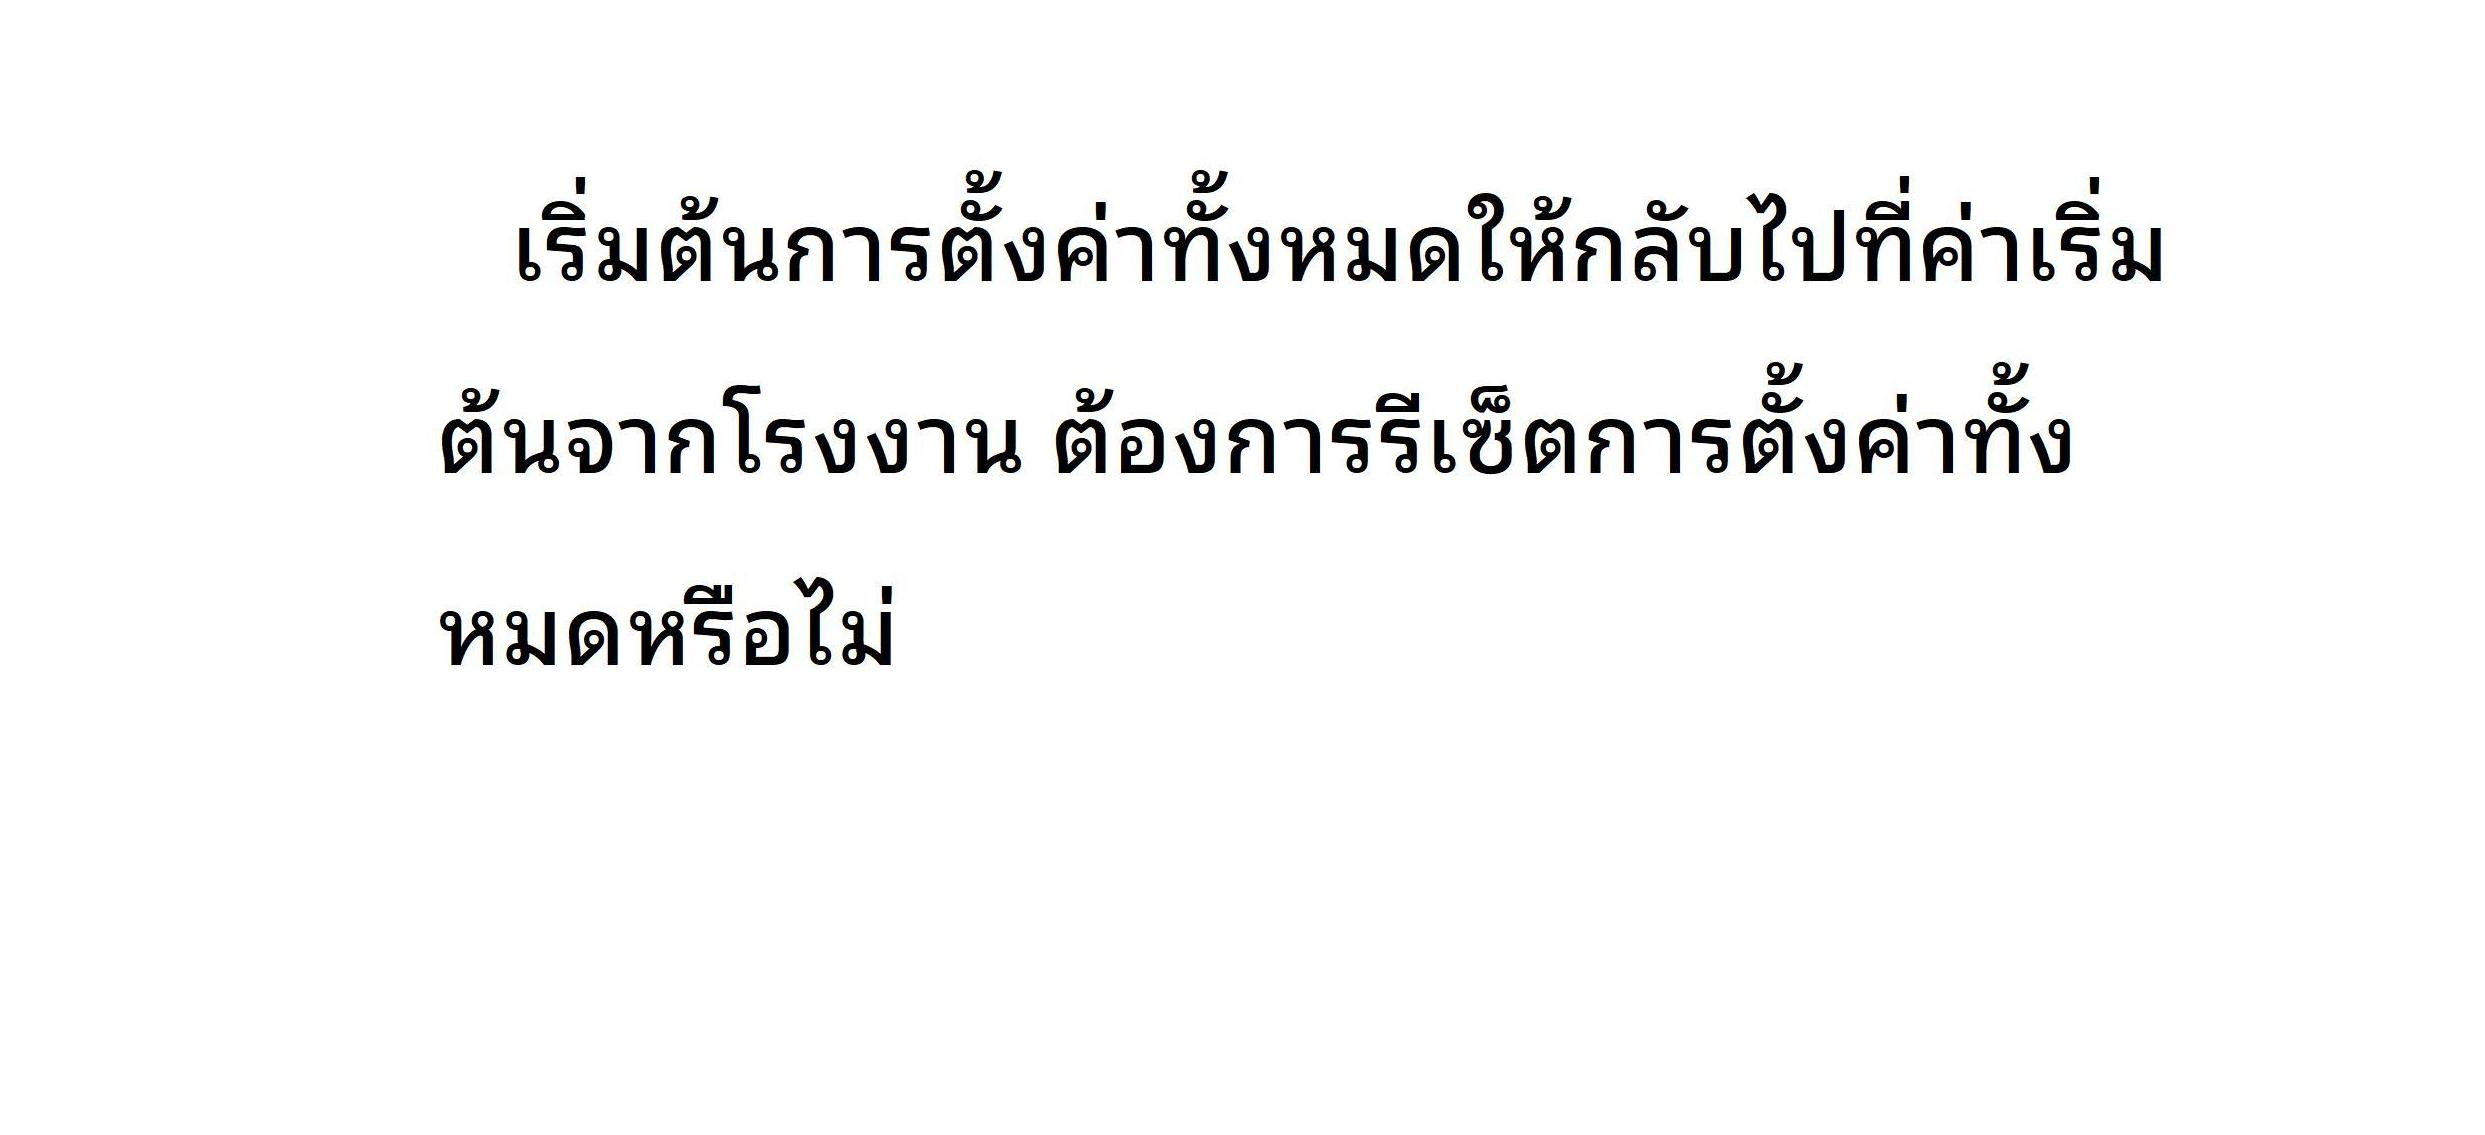 เริ่มต้นการตั้งค่าทั้งหมดให้กลับไปที่ค่าเริ่ม
ต้นจากโรงงาน ต้องการรีเซ็ตการตั้งค่าทั้ง
หมดหรือไม่